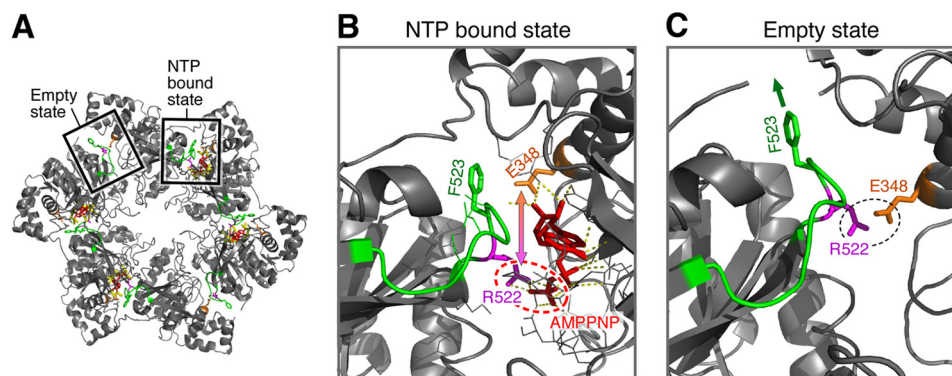 A
Empty
state
NTP
bound
state
B
NTP bound state
F523
E348
R522
AMPPNP
C
Empty state
F523
E348
R522